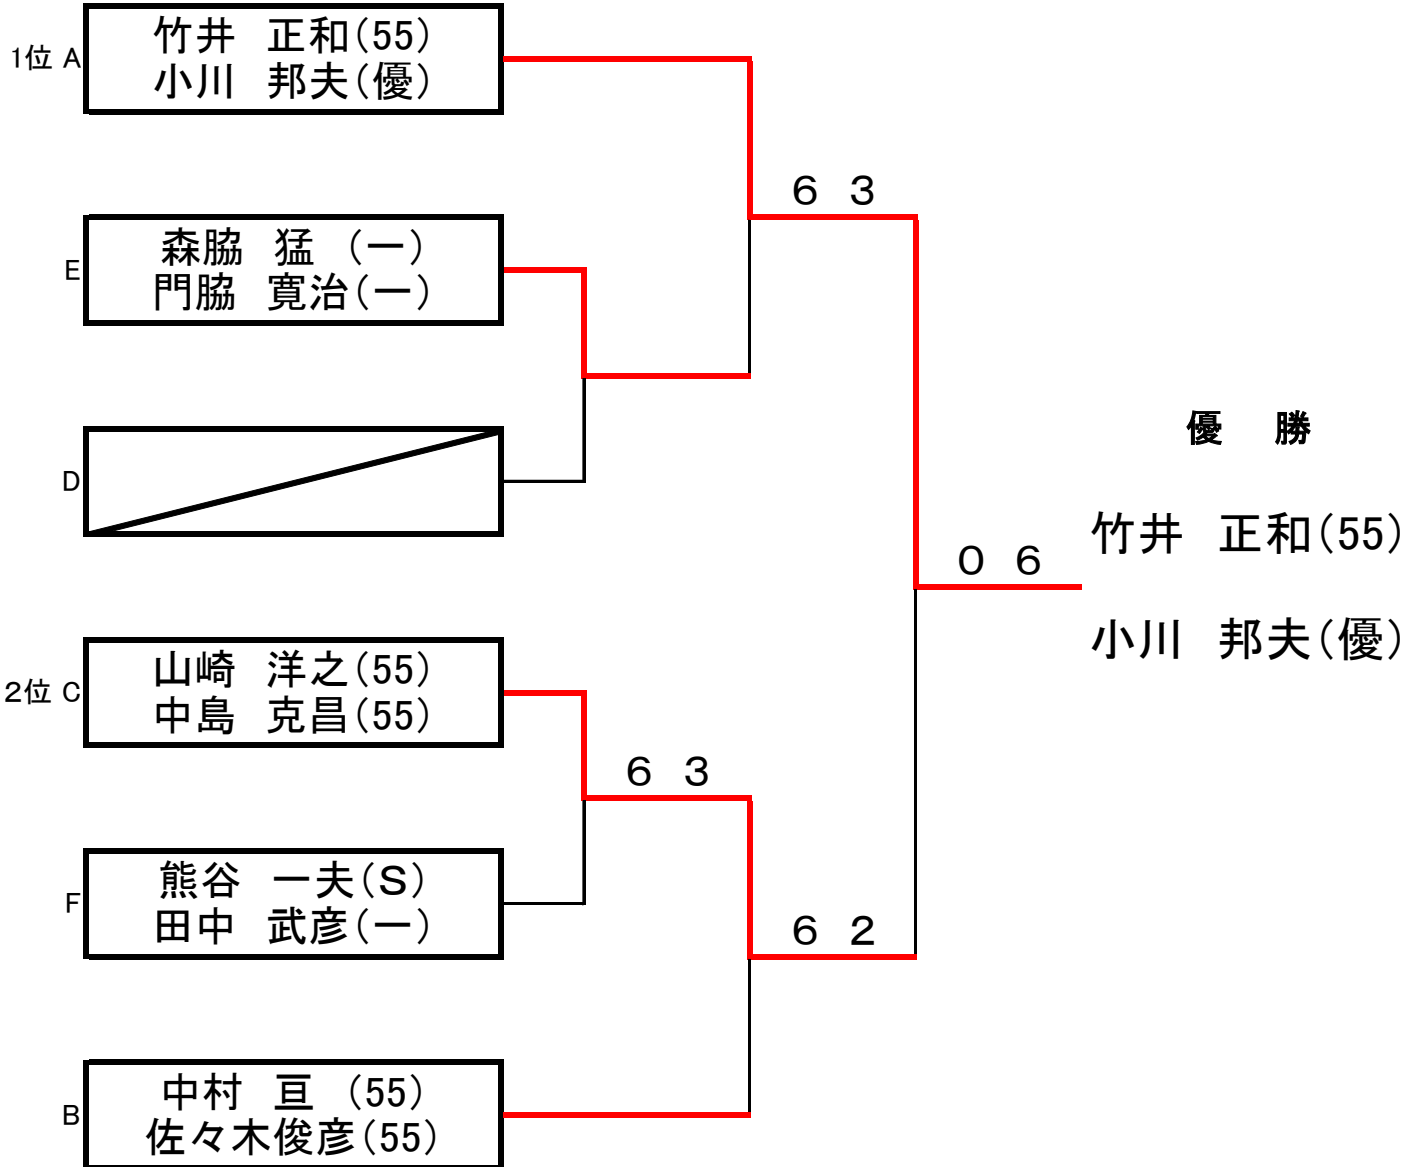 1位 A
竹井　正和(55)
小川　邦夫(優)
６ ３
E
森脇　猛　(一)
門脇　寛治(一)
D
優　勝
竹井　正和(55)
０ ６
小川　邦夫(優)
2位 C
山崎　洋之(55)
中島　克昌(55)
６ ３
F
熊谷　一夫(Ｓ)
田中　武彦(一)
６ ２
B
中村　亘　(55)
佐々木俊彦(55)